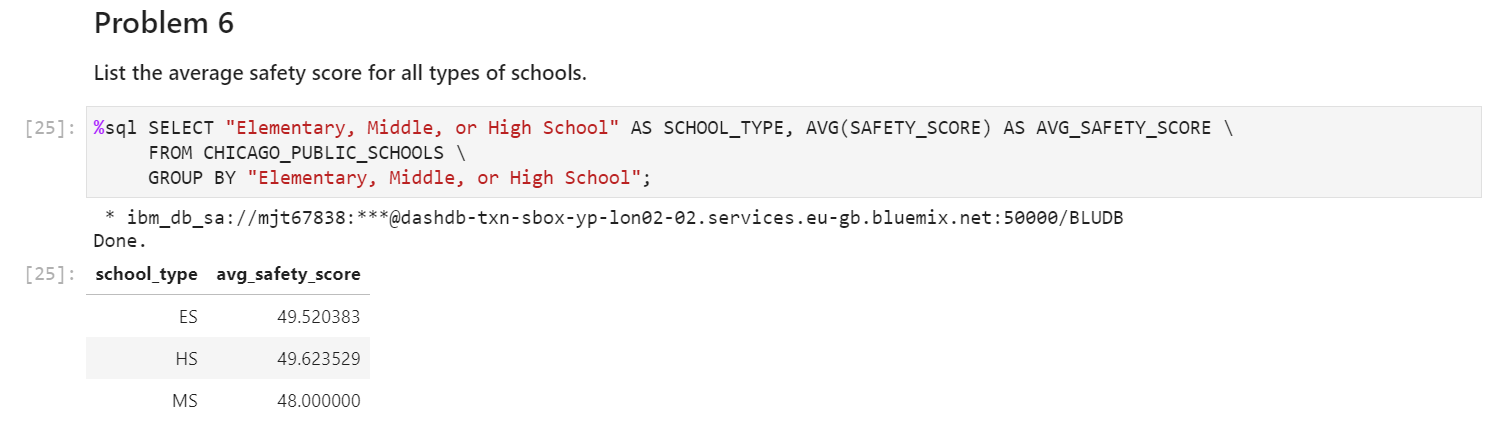 Problem 6
List the average safety score for all types of schools.
[25]: %sql SELECT "Elementary, Middle, or High School" AS SCHOOL_TYPE, AVG(SAFETY_SCORE) AS AVG_SAFETY_SCORE \
FROM CHICAGO_PUBLIC_SCHOOLS \
GROUP BY "Elementary, Middle, or High School";
* ibm_db_sa://mjt67838:***@dashdb-txn-sbox-yp-lon02-02.services.eu-gb.bluemix.net:50000/BLUDB
Done.
[25]: school_type avg_safety_score
ES 49.520383
HS 49.623529
MS 48.000000